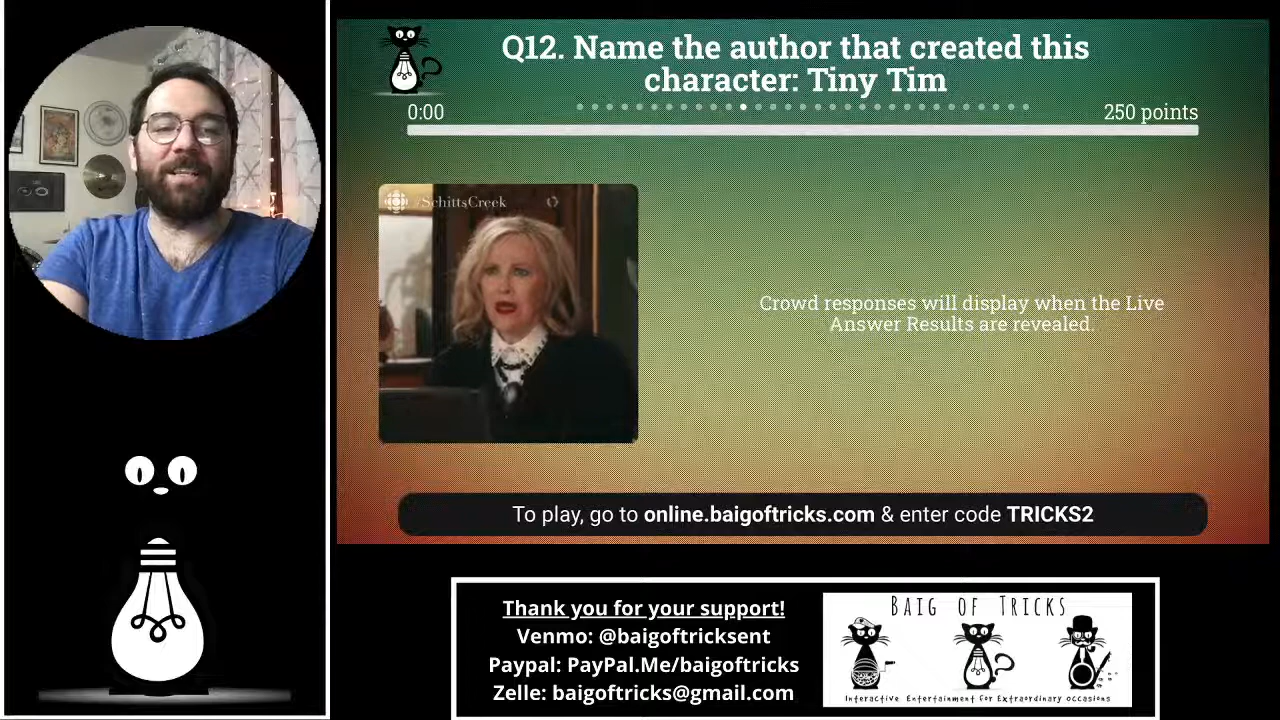 Q12. Name the author that created this
character: Tiny Tim
0:00
250 points
/SchittsCreek
Crowd responses will display when the Live
Answer Results are revealed.
To play, go to online.baigoftricks.com & enter code TRICKS2
Thank you for your support!
Venmo: @baigoftricksent
Paypal: PayPal.Me/baigoftricks
Zelle: baigoftricks@gmail.com
BAIG OF TRICKS
Interactive Entertainment for Extraordinary occasions